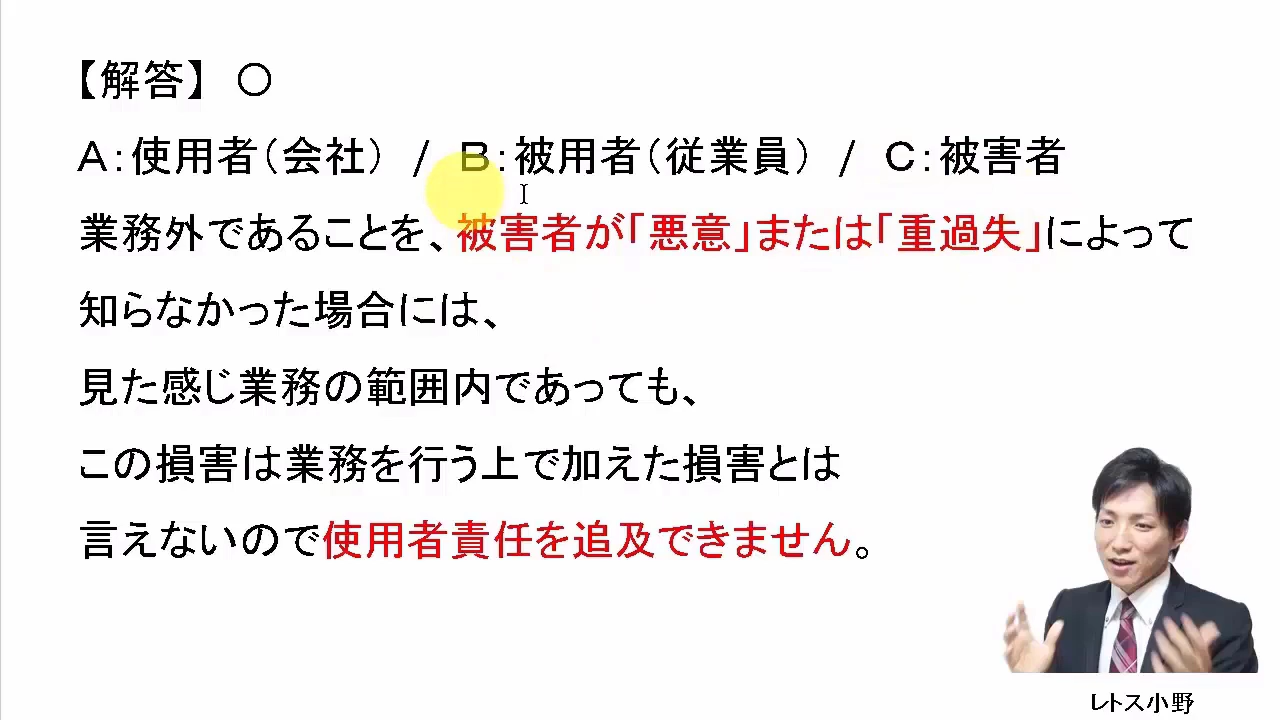 【解答】 ○
A：使用者（会社） / B：被用者（従業員） / C：被害者
業務外であることを、被害者が「悪意」または「重過失」によって
知らなかった場合には、
見た感じ業務の範囲内であっても、
この損害は業務を行う上で加えた損害とは
言えないので使用者責任を追及できません。
レトス小野